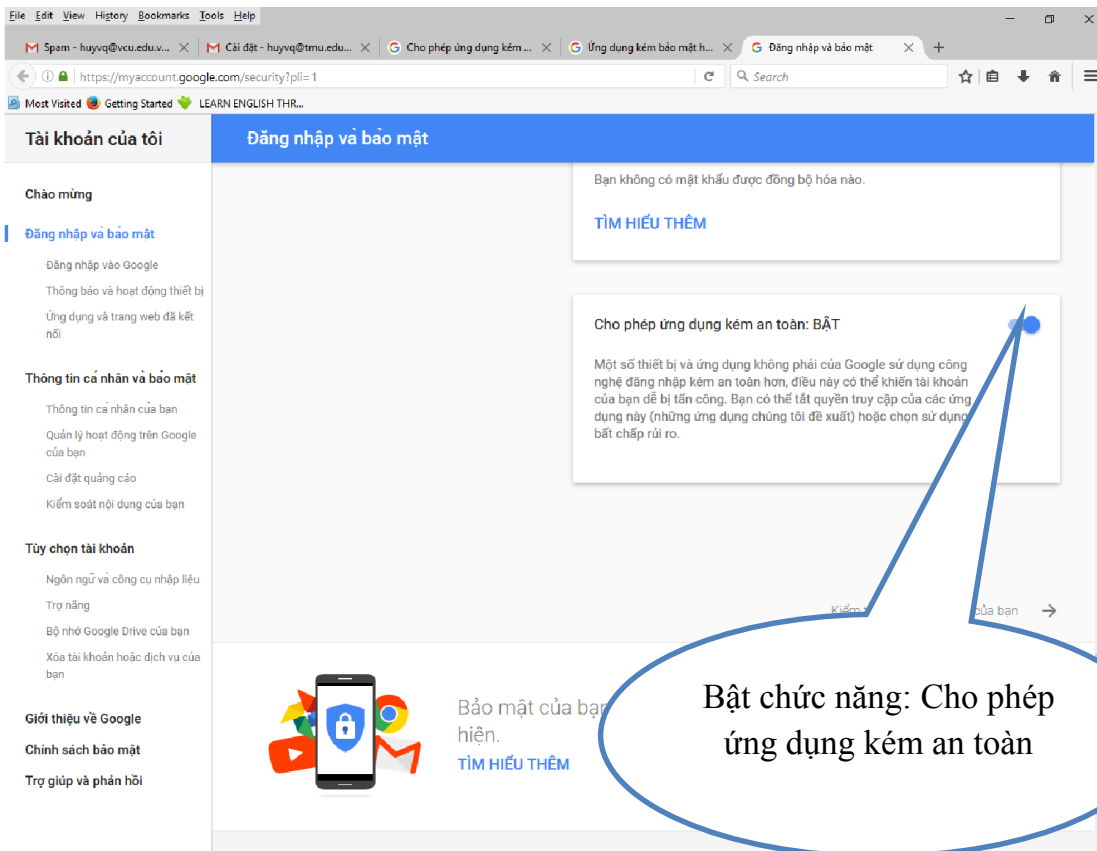 File Edit View History Bookmarks Tools Help
Spam - huyvq@vcu.edu.v... × Cài đặt - huyvq@tmu.edu... × Cho phép ứng dụng kém ... × Ứng dụng kém bảo mật h... × Đăng nhập và bảo mật × +
https://myaccount.google.com/security?pli=1 Search
Most Visited Getting Started LEARN ENGLISH THR...
Tài khoản của tôi
Đăng nhập và bảo mật
Chào mừng
Đăng nhập và bảo mật
Đăng nhập vào Google
Thông báo và hoạt động thiết bị
Ứng dụng và trang web đã kết
nối
Thông tin cá nhân và bảo mật
Thông tin cá nhân của bạn
Quản lý hoạt động trên Google
của bạn
Cài đặt quảng cáo
Kiểm soát nội dung của bạn
Tùy chọn tài khoản
Ngôn ngữ và công cụ nhập liệu
Trợ năng
Bộ nhớ Google Drive của bạn
Xóa tài khoản hoặc dịch vụ của
bạn
Giới thiệu về Google
Chính sách bảo mật
Trợ giúp và phản hồi
Bạn không có mật khẩu được đồng bộ hóa nào.
TÌM HIỂU THÊM
Cho phép ứng dụng kém an toàn: BẬT
Một số thiết bị và ứng dụng không phải của Google sử dụng công
nghệ đăng nhập kém an toàn hơn, điều này có thể khiến tài khoản
của bạn dễ bị tấn công. Bạn có thể tắt quyền truy cập của các ứng
dụng này (những ứng dụng chúng tôi đề xuất) hoặc chọn sử dụng
bất chấp rủi ro.
Kiểm của bạn
Bảo mật của bạn
hiện.
TÌM HIỂU THÊM
Bật chức năng: Cho phép
ứng dụng kém an toàn